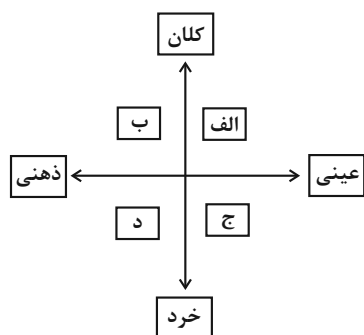 کلان
الف
ب
عینی
ذهنی
ج
د
خرد